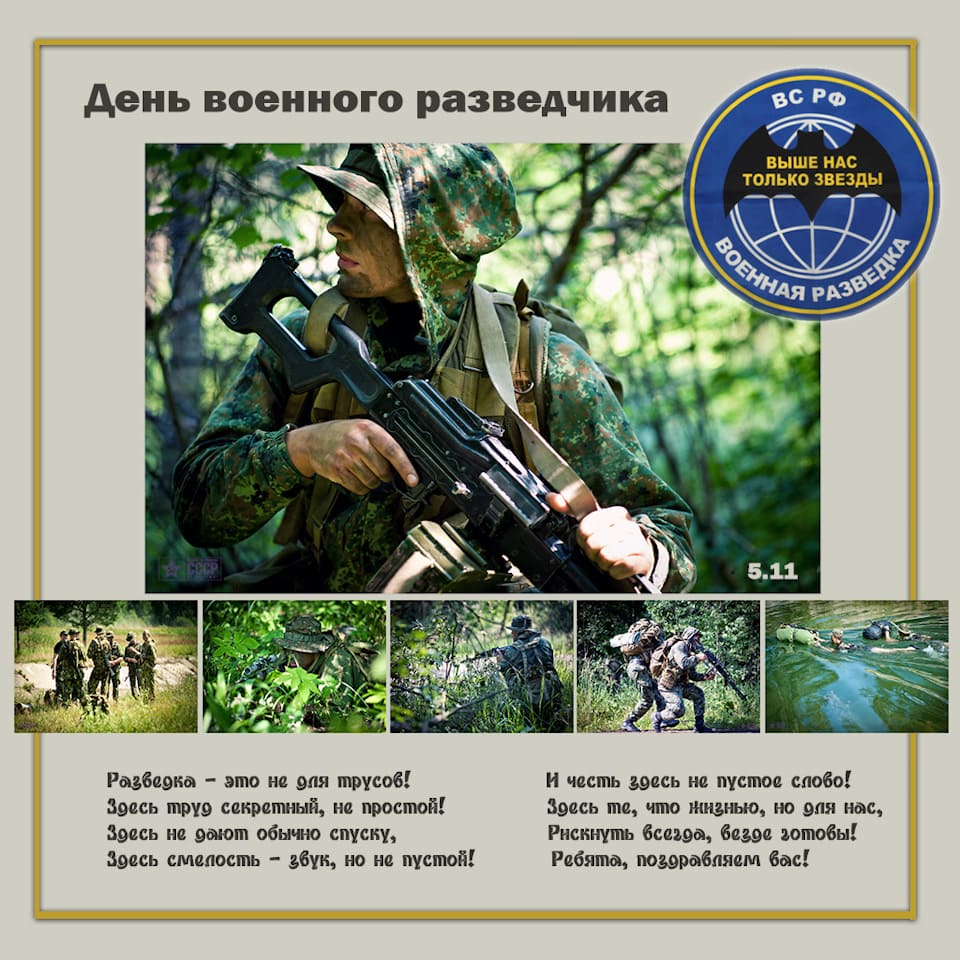 День военного разведчика
ВС РФ
ВЫШЕ НАС
ТОЛЬКО ЗВЕЗДЫ
ВОЕННАЯ РАЗВЕДКА
СССР
5.11
Разведка - это не для трусов!
Здесь труд секретный, не простой!
Здесь не дают обычно спуску,
Здесь смелость - звук, но не пустой!
И честь здесь не пустое слово!
Здесь те, что жизнью, но для нас,
Рискнуть всегда, везде готовы!
Ребята, поздравляем вас!